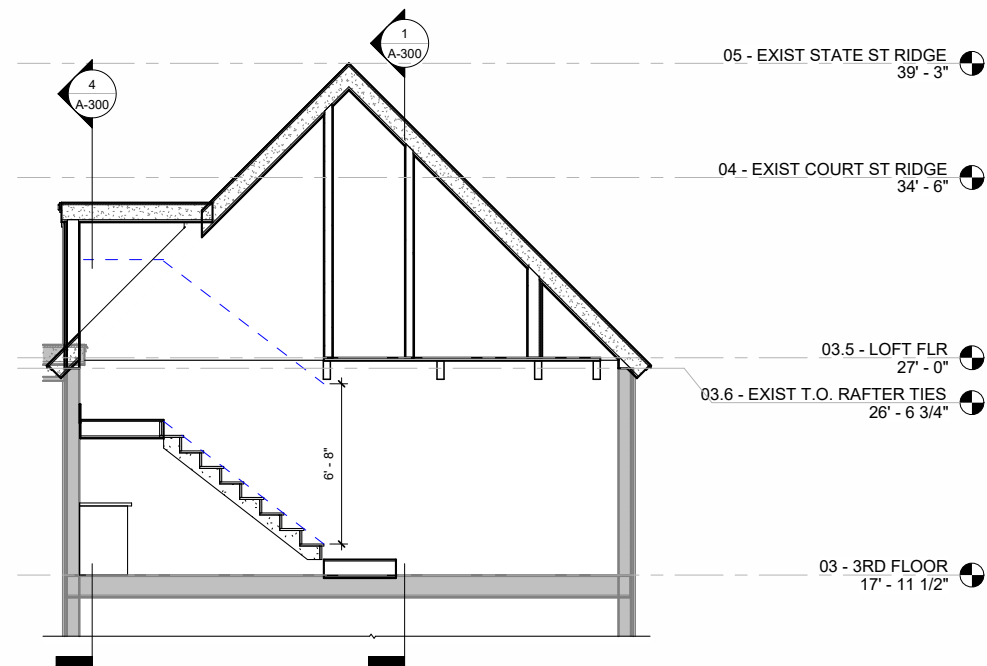 1
A-300
4
A-300
05 - EXIST STATE ST RIDGE
39' - 3"
04 - EXIST COURT ST RIDGE
34' - 6"
03.5 - LOFT FLR
27' - 0"
03.6 - EXIST T.O. RAFTER TIES
26' - 6 3/4"
6' - 8"
03 - 3RD FLOOR
17' - 11 1/2"